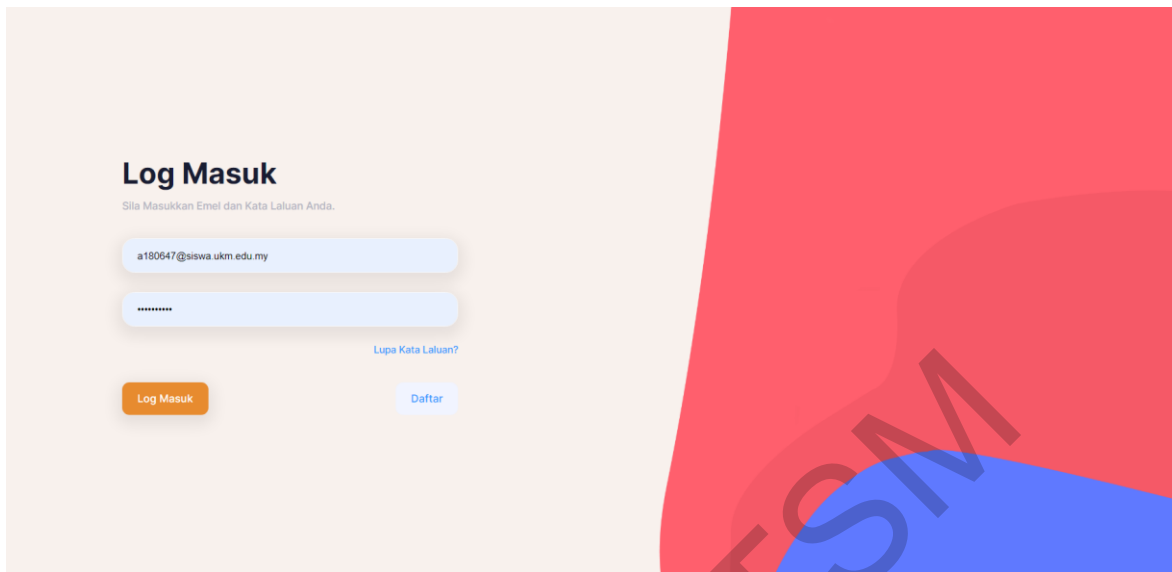 Log Masuk
Sila Masukkan Emel dan Kata Laluan Anda.
a180647@siswa.ukm.edu.my
••••••••••
Lupa Kata Laluan?
Log Masuk
Daftar
TSM